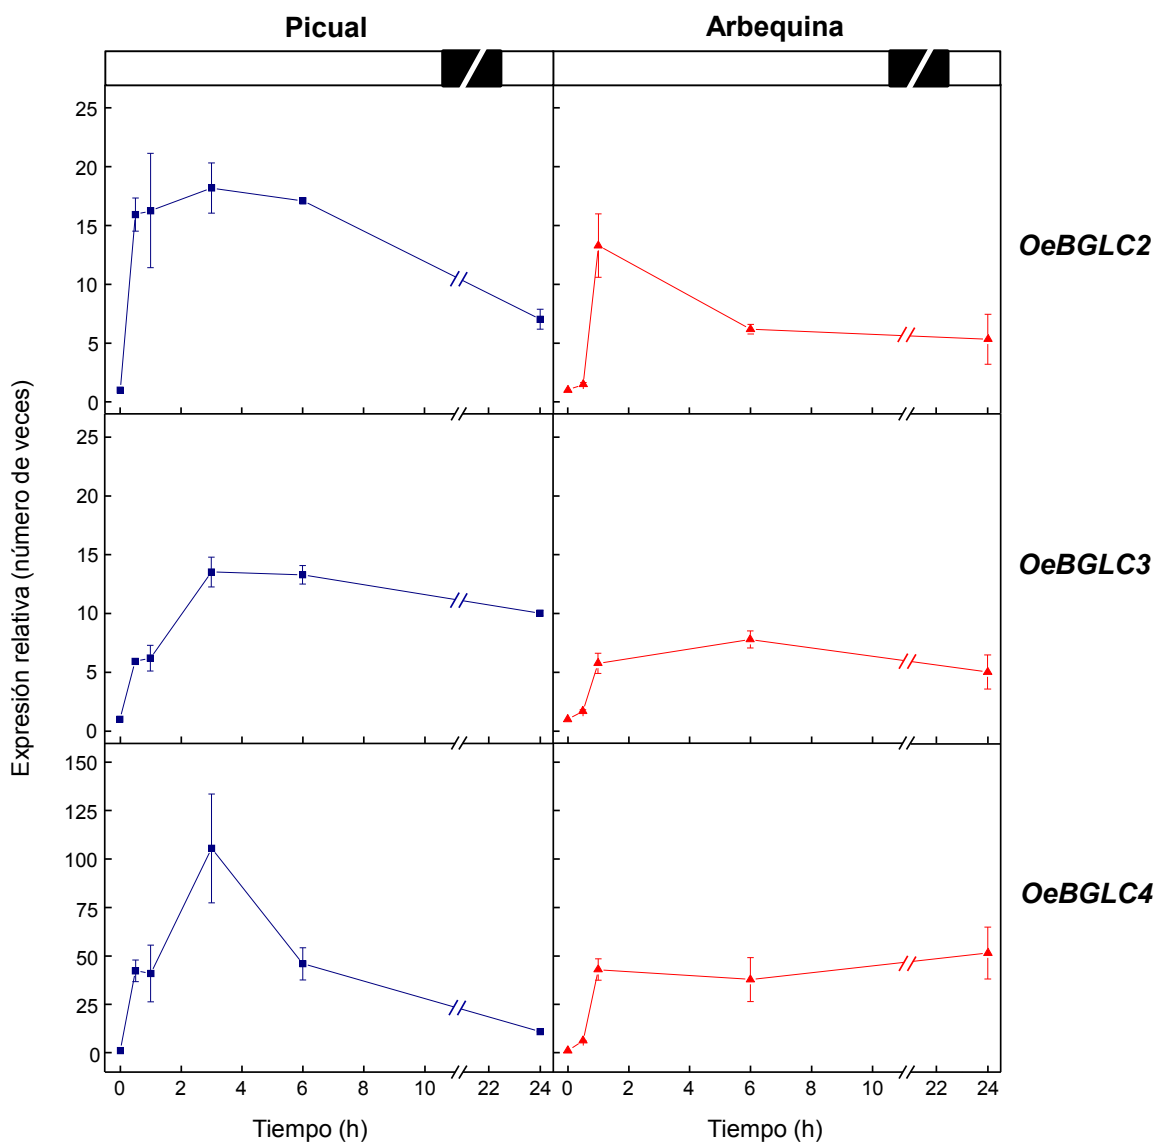 Picual
Arbequina
25
20
15
10
5
0
OeBGLC2
25
20
15
10
5
0
OeBGLC3
150
125
100
75
50
25
0
OeBGLC4
Expresión relativa (número de veces)
0 2 4 6 8 10 22 24
0 2 4 6 8 10 22 24
Tiempo (h)
Tiempo (h)